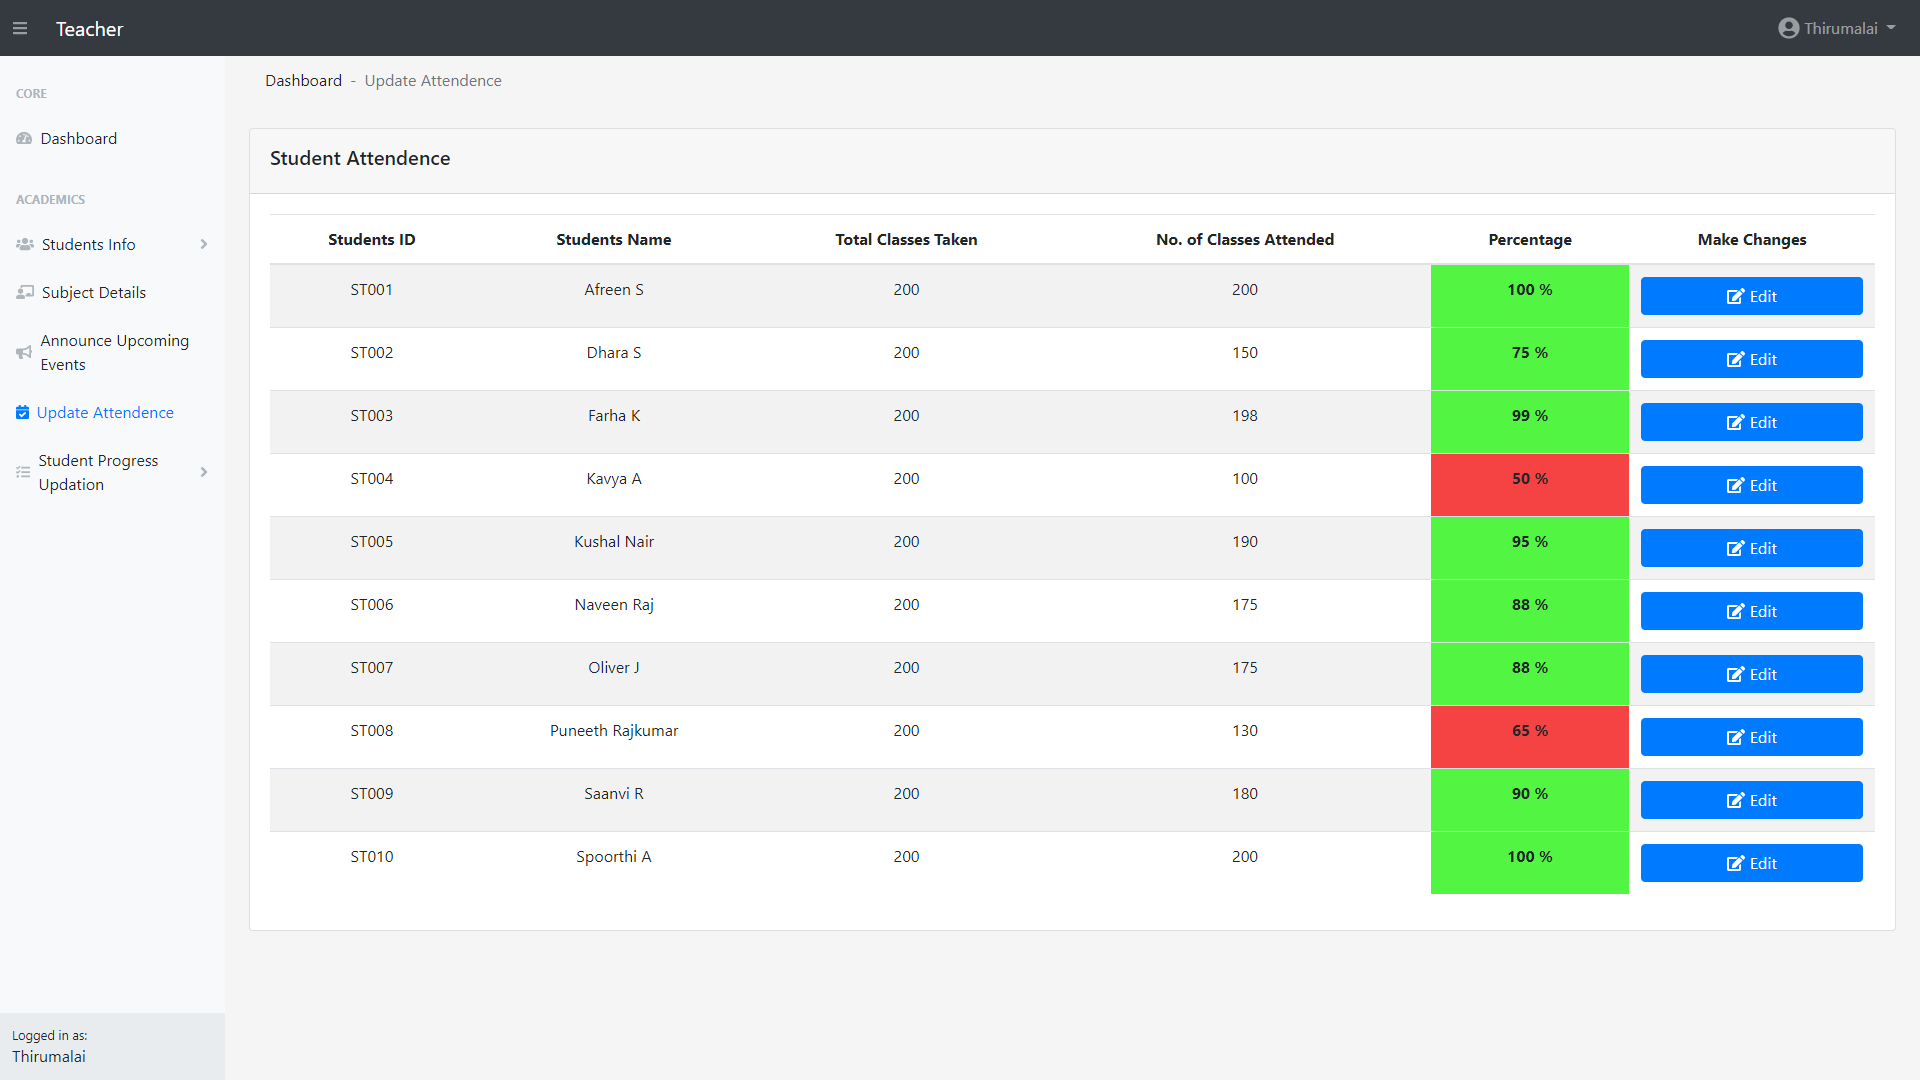 Teacher
Thirumalai
CORE
Dashboard
ACADEMICS
Students Info
Subject Details
Announce Upcoming
Events
Update Attendence
Student Progress
Updation
Logged in as:
Thirumalai
Dashboard - Update Attendence
Student Attendence
Students ID Students Name Total Classes Taken No. of Classes Attended Percentage Make Changes
ST001 Afreen S 200 200 100 % Edit
ST002 Dhara S 200 150 75 % Edit
ST003 Farha K 200 198 99 % Edit
ST004 Kavya A 200 100 50 % Edit
ST005 Kushal Nair 200 190 95 % Edit
ST006 Naveen Raj 200 175 88 % Edit
ST007 Oliver J 200 175 88 % Edit
ST008 Puneeth Rajkumar 200 130 65 % Edit
ST009 Saanvi R 200 180 90 % Edit
ST010 Spoorthi A 200 200 100 % Edit